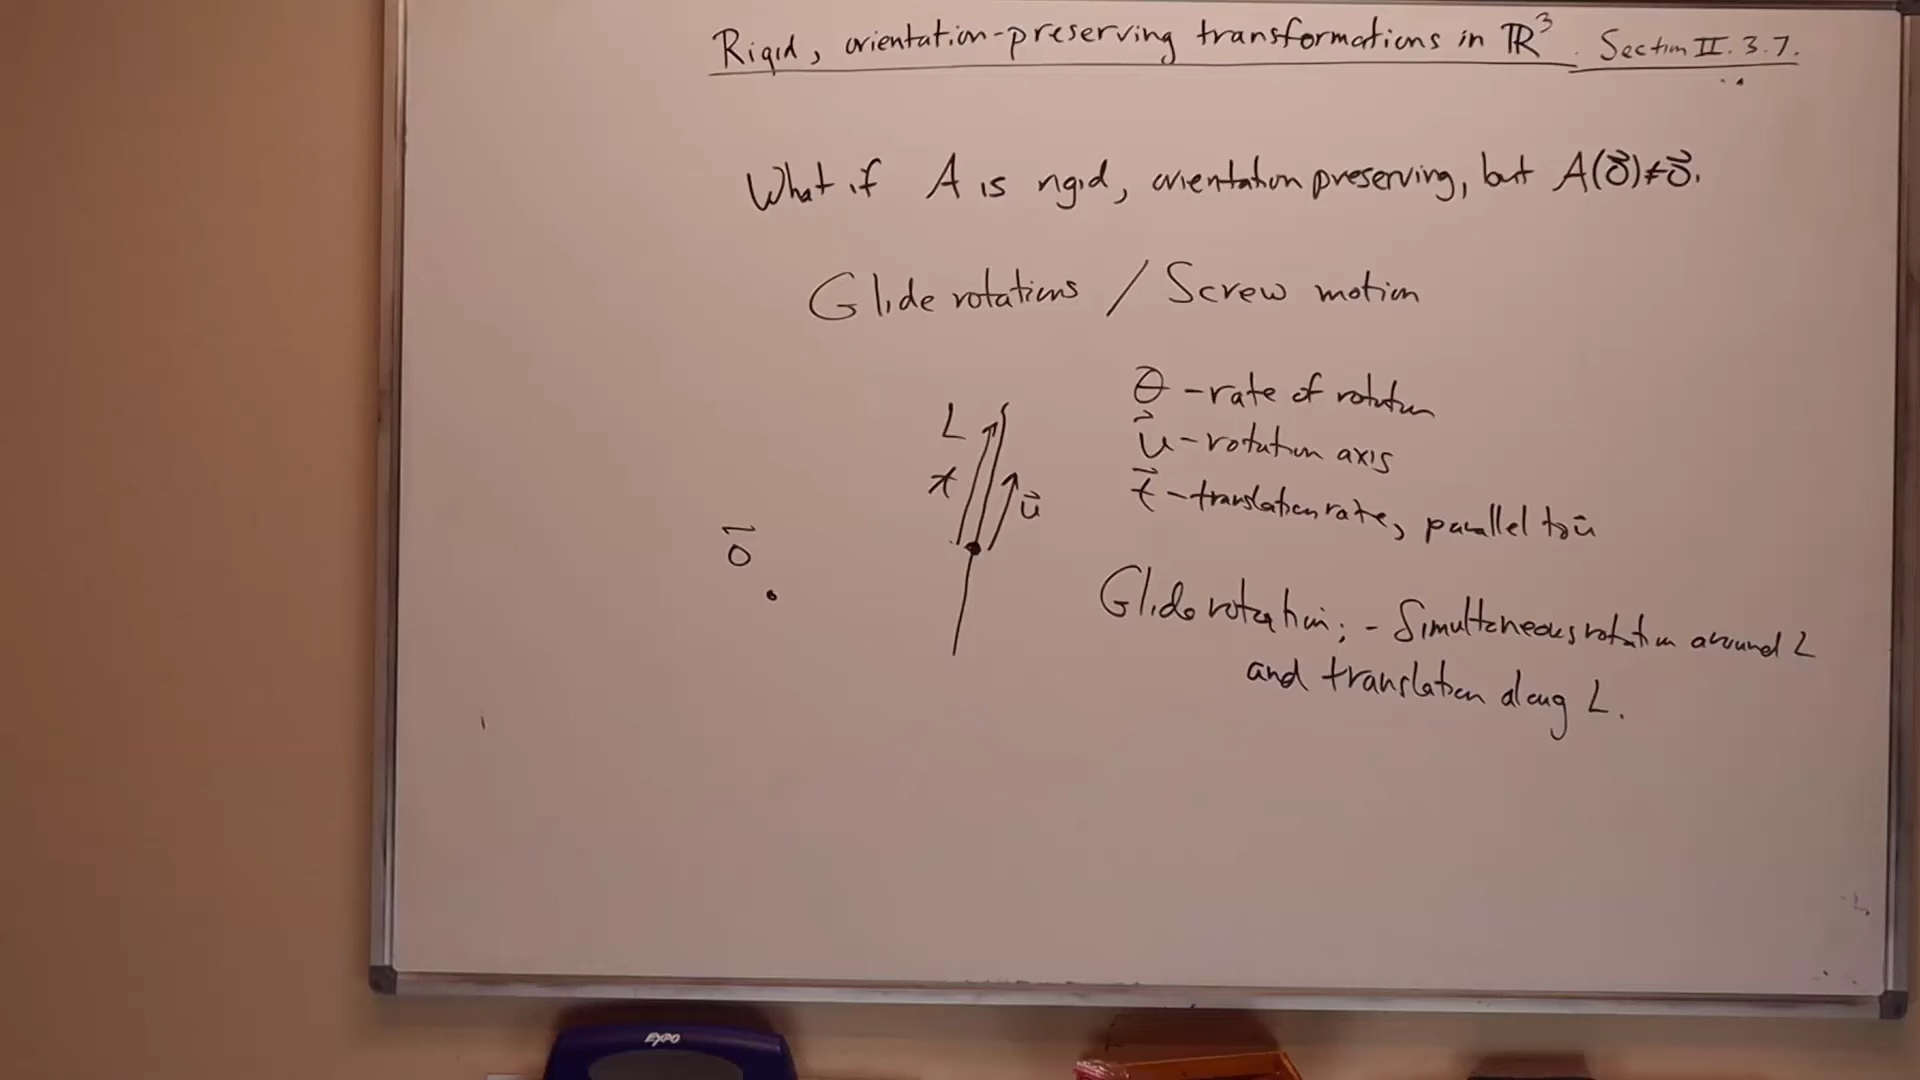 Rigid, orientation-preserving transformations in ℝ³. Section II.3.7.
What if A is rigid, orientation preserving, but A(0⃗)≠0⃗.
Glide rotations / Screw motion
θ - rate of rotation
u⃗ - rotation axis
t⃗ - translation rate, parallel to u⃗
L
t
u⃗
0⃗
Glide rotation: - Simultaneous rotation around L
and translation along L.
EXPO